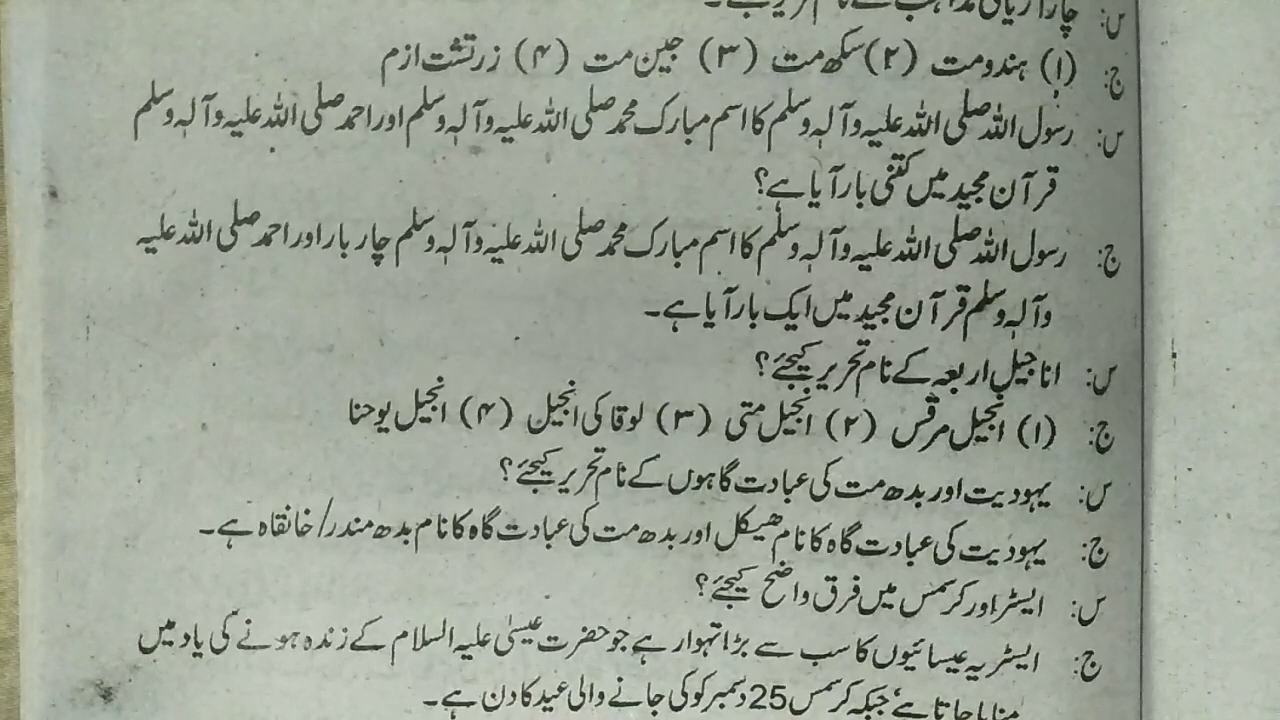 س: چار آریائی مذاہب کے نام تحریر کیجیے۔
ج: (۱) ہندومت (۲) سکھ مت (۳) جین مت (۴) زرتشت ازم
س: رسول اللہ صلی اللہ علیہ وآلہٖ وسلم کا اسم مبارک محمد صلی اللہ علیہ وآلہٖ وسلم اور احمد صلی اللہ علیہ وآلہٖ وسلم
قرآن مجید میں کتنی بار آیا ہے؟
ج: رسول اللہ صلی اللہ علیہ وآلہٖ وسلم کا اسم مبارک محمد صلی اللہ علیہ وآلہٖ وسلم چار بار اور احمد صلی اللہ علیہ
وآلہٖ وسلم قرآن مجید میں ایک بار آیا ہے۔
س: اناجیل اربعہ کے نام تحریر کیجئے؟
ج: (۱) انجیل مرقس (۲) انجیل متی (۳) لوقا کی انجیل (۴) انجیل یوحنا
س: یہودیت اور بدھ مت کی عبادت گاہوں کے نام تحریر کیجئے؟
ج: یہودیت کی عبادت گاہ کا نام ھیکل اور بدھ مت کی عبادت گاہ کا نام بدھ مندر/خانقاہ ہے۔
س: ایسٹر اور کرسمس میں فرق واضح کیجئے؟
ج: ایسٹر یہ عیسائیوں کا سب سے بڑا تہوار ہے جو حضرت عیسیٰ علیہ السلام کے زندہ ہونے کی یاد میں
منایا جاتا ہے جبکہ کرسمس 25 دسمبر کو کی جانے والی عید کا دن ہے۔